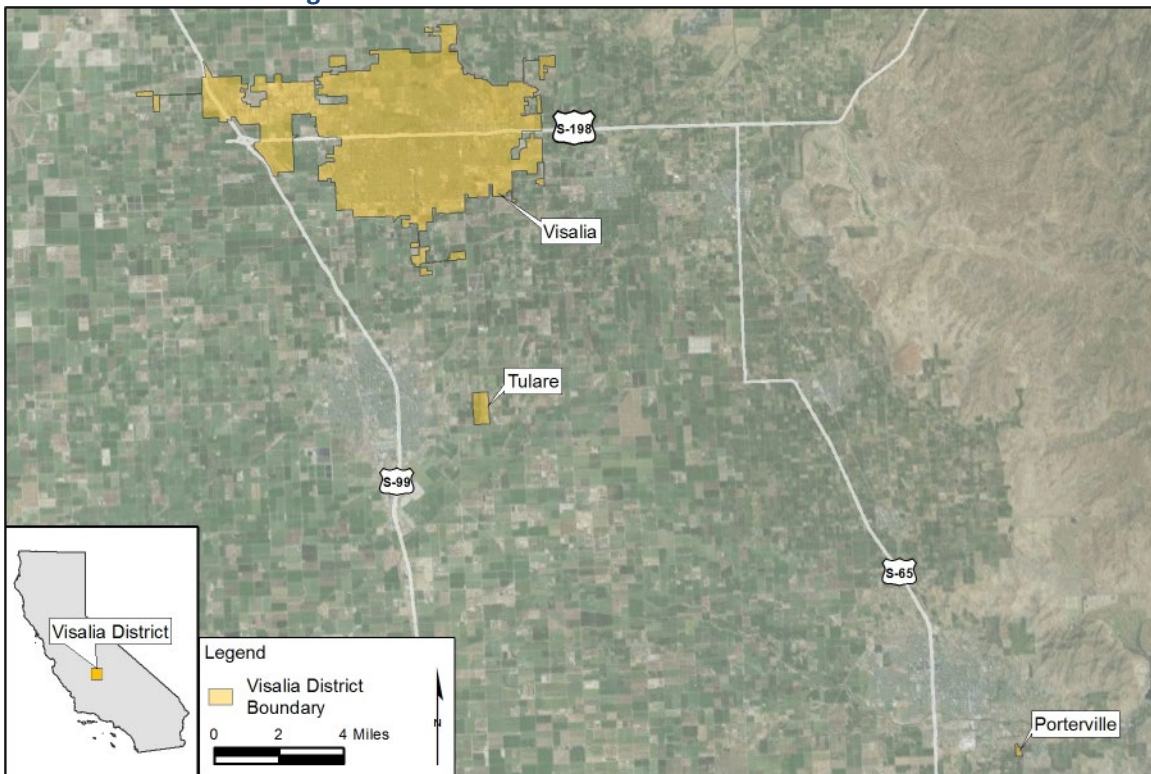 g
S-198
Visalia
Tulare
S-99
S-65
Visalia District
Legend
Visalia District
Boundary
0 2 4 Miles
N
Porterville